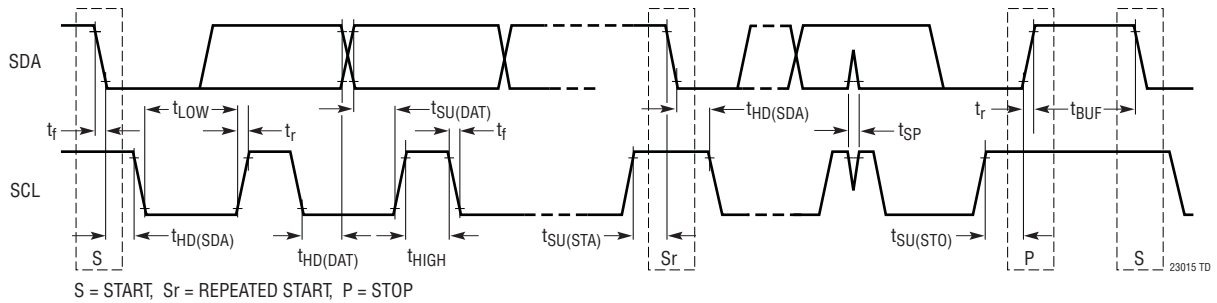 SDA
t_LOW
t_SU(DAT)
t_HD(SDA)
t_BUF
t_f
t_r
t_f
t_SP
t_r
SCL
t_HD(SDA)
t_HD(DAT)
t_HIGH
t_SU(STA)
t_SU(STO)
S
Sr
P
S
23015 TD
S = START, Sr = REPEATED START, P = STOP